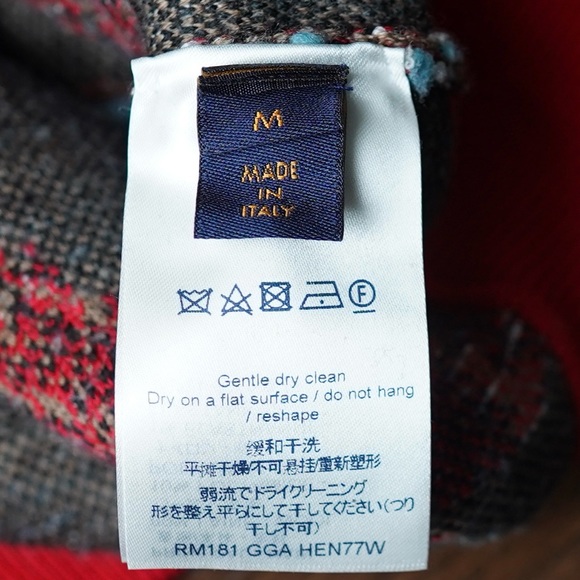 M
MADE
IN
ITALY
F
Gentle dry clean
Dry on a flat surface / do not hang
/ reshape
缓和干洗
平摊干燥/不可悬挂/重新塑形
弱流でドライクリーニング
形を整え平らにして干してください(つり
干し不可)
RM181 GGA HEN77W